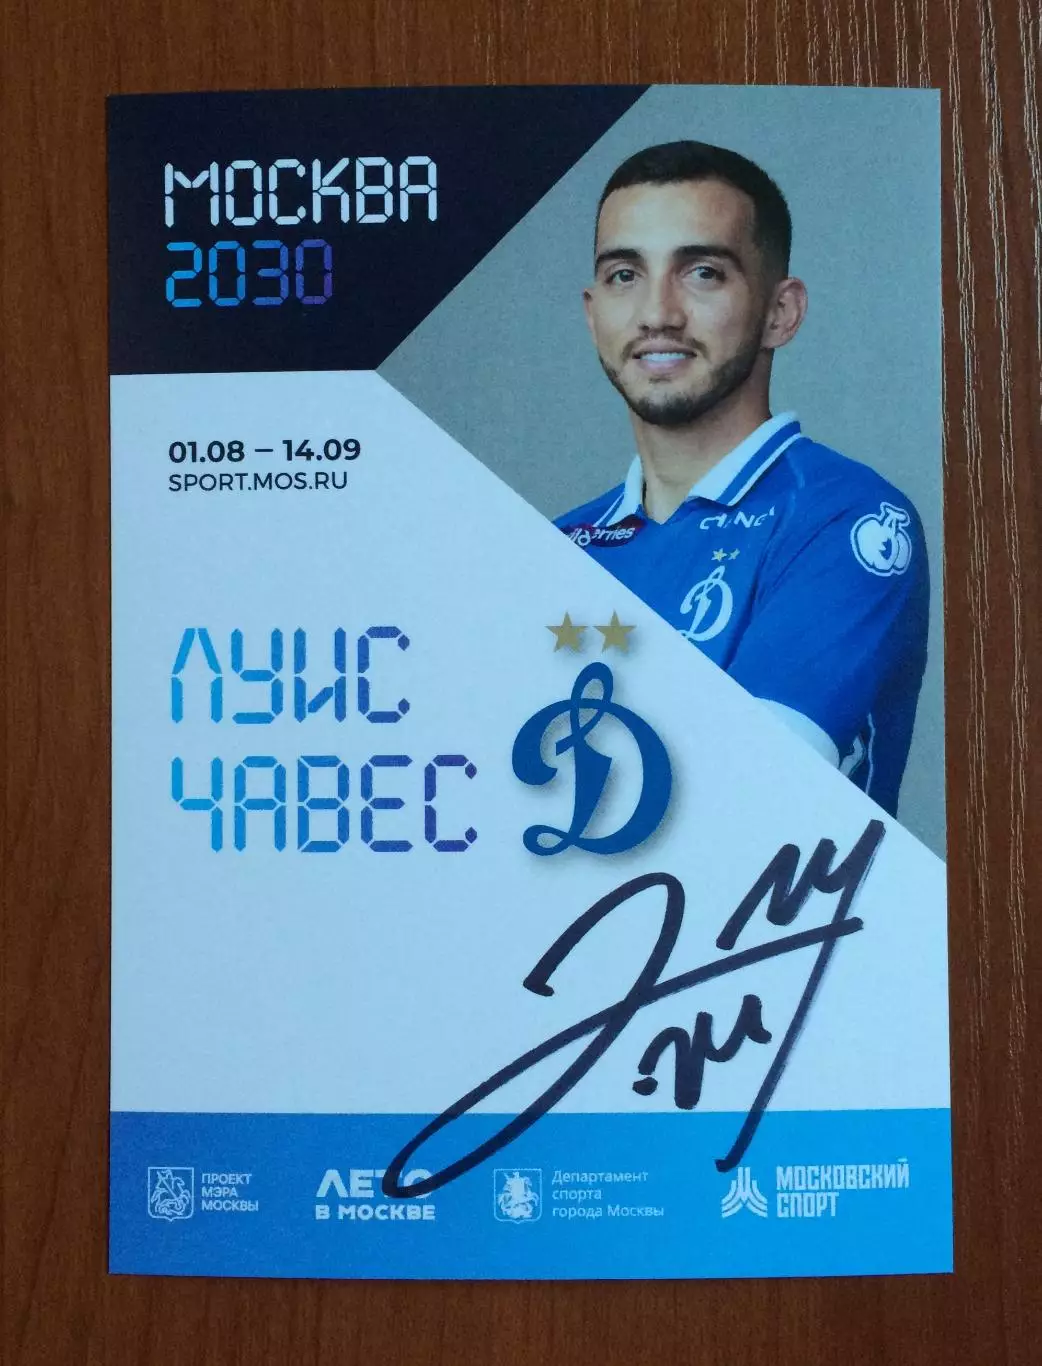 МОСКВА
2030
01.08 – 14.09
SPORT.MOS.RU
ЛУИС
ЧАВЕС
ПРОЕКТ
МЭРА
МОСКВЫ
ЛЕТО
В МОСКВЕ
Департамент
спорта
города Москвы
МОСКОВСКИЙ
СПОРТ